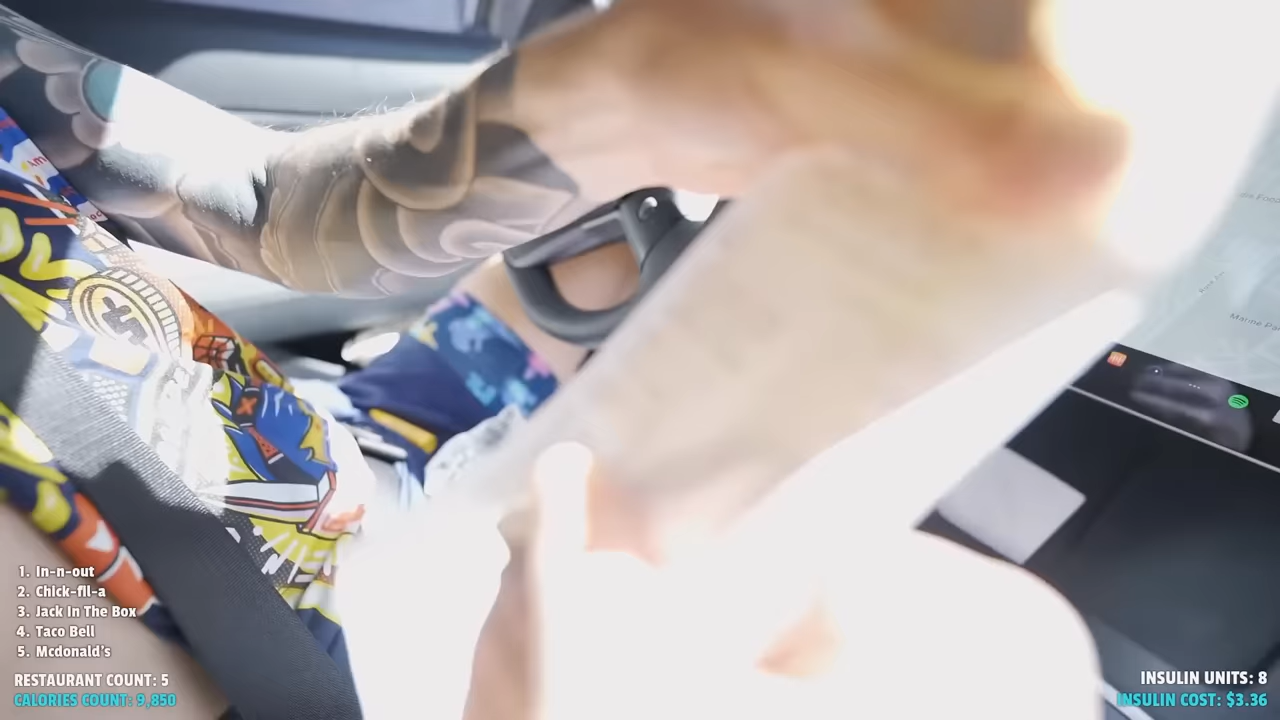 1. In-n-out
2. Chick-fil-a
3. Jack In The Box
4. Taco Bell
5. Mcdonald's
RESTAURANT COUNT: 5
CALORIES COUNT: 9,850
INSULIN UNITS: 8
INSULIN COST: $3.36